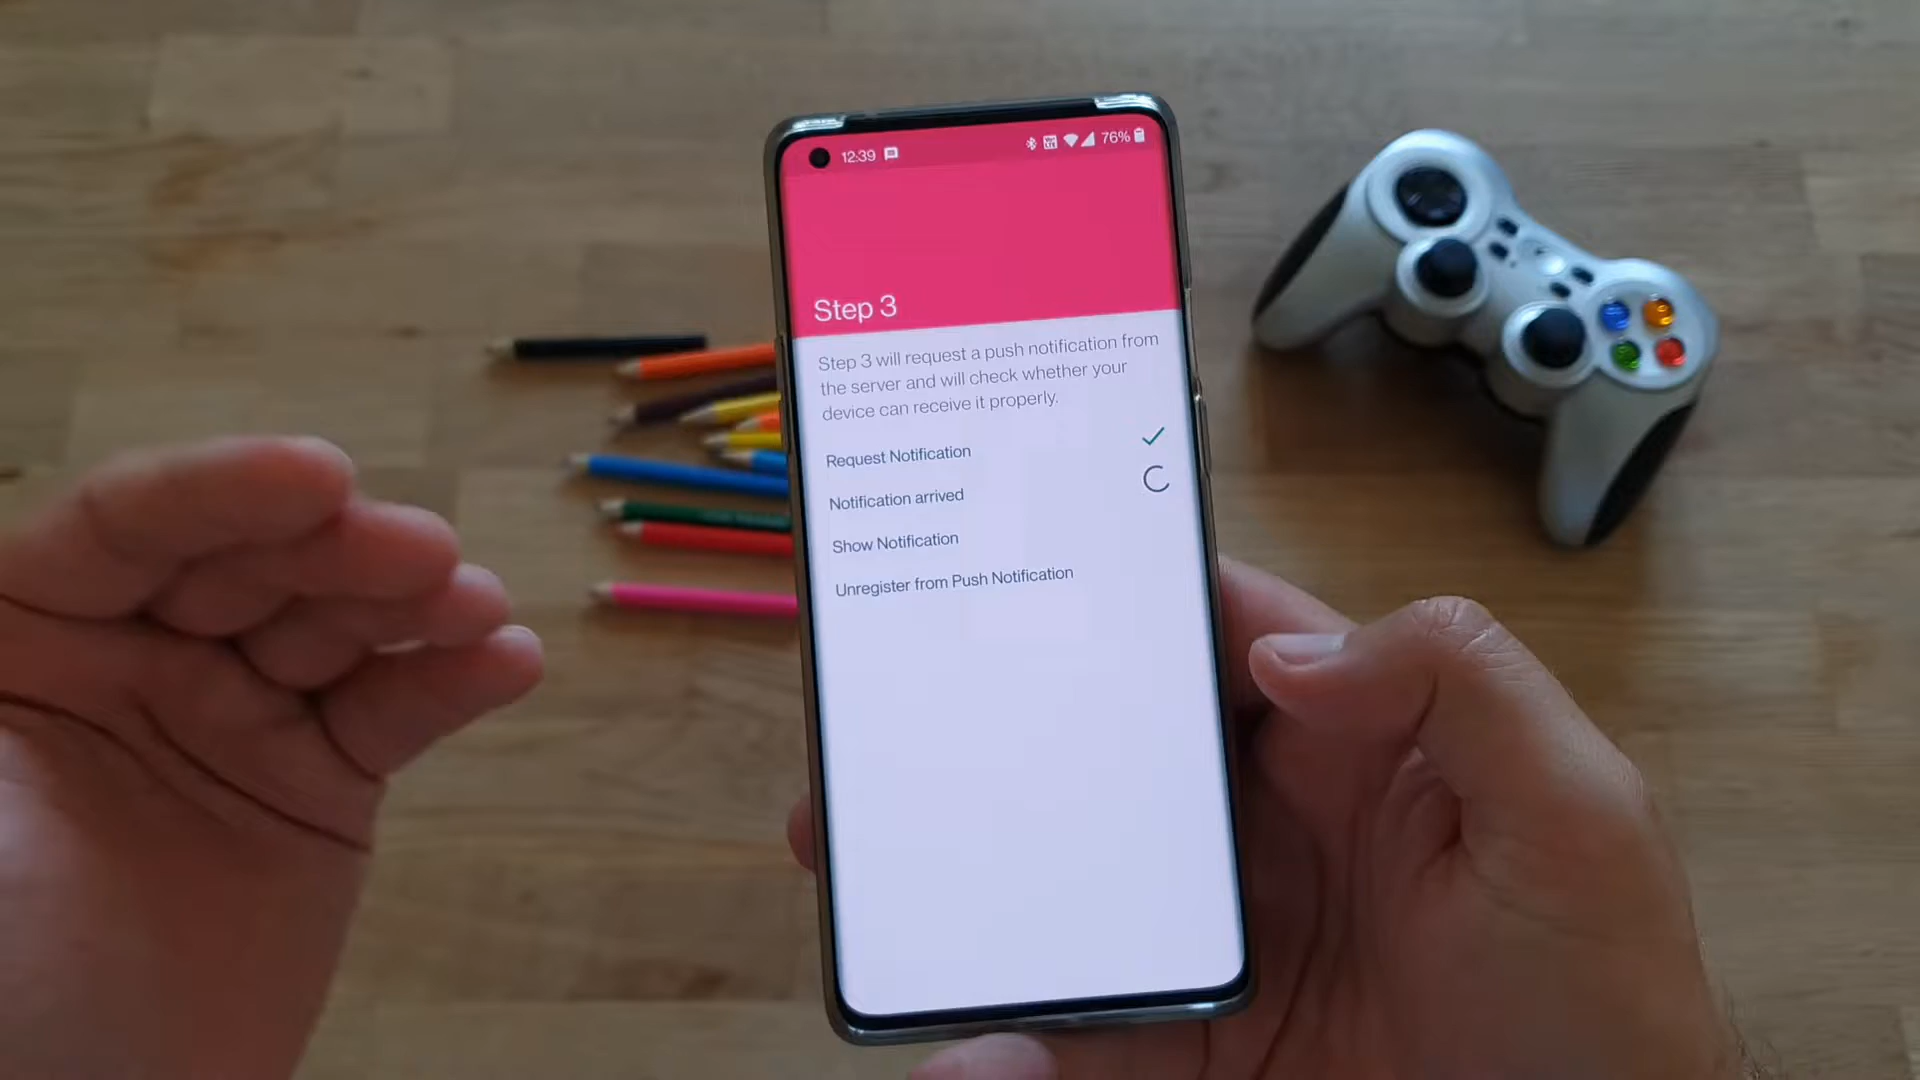 12:39
76%
Step 3
Step 3 will request a push notification from
the server and will check whether your
device can receive it properly.
Request Notification
Notification arrived
Show Notification
Unregister from Push Notification